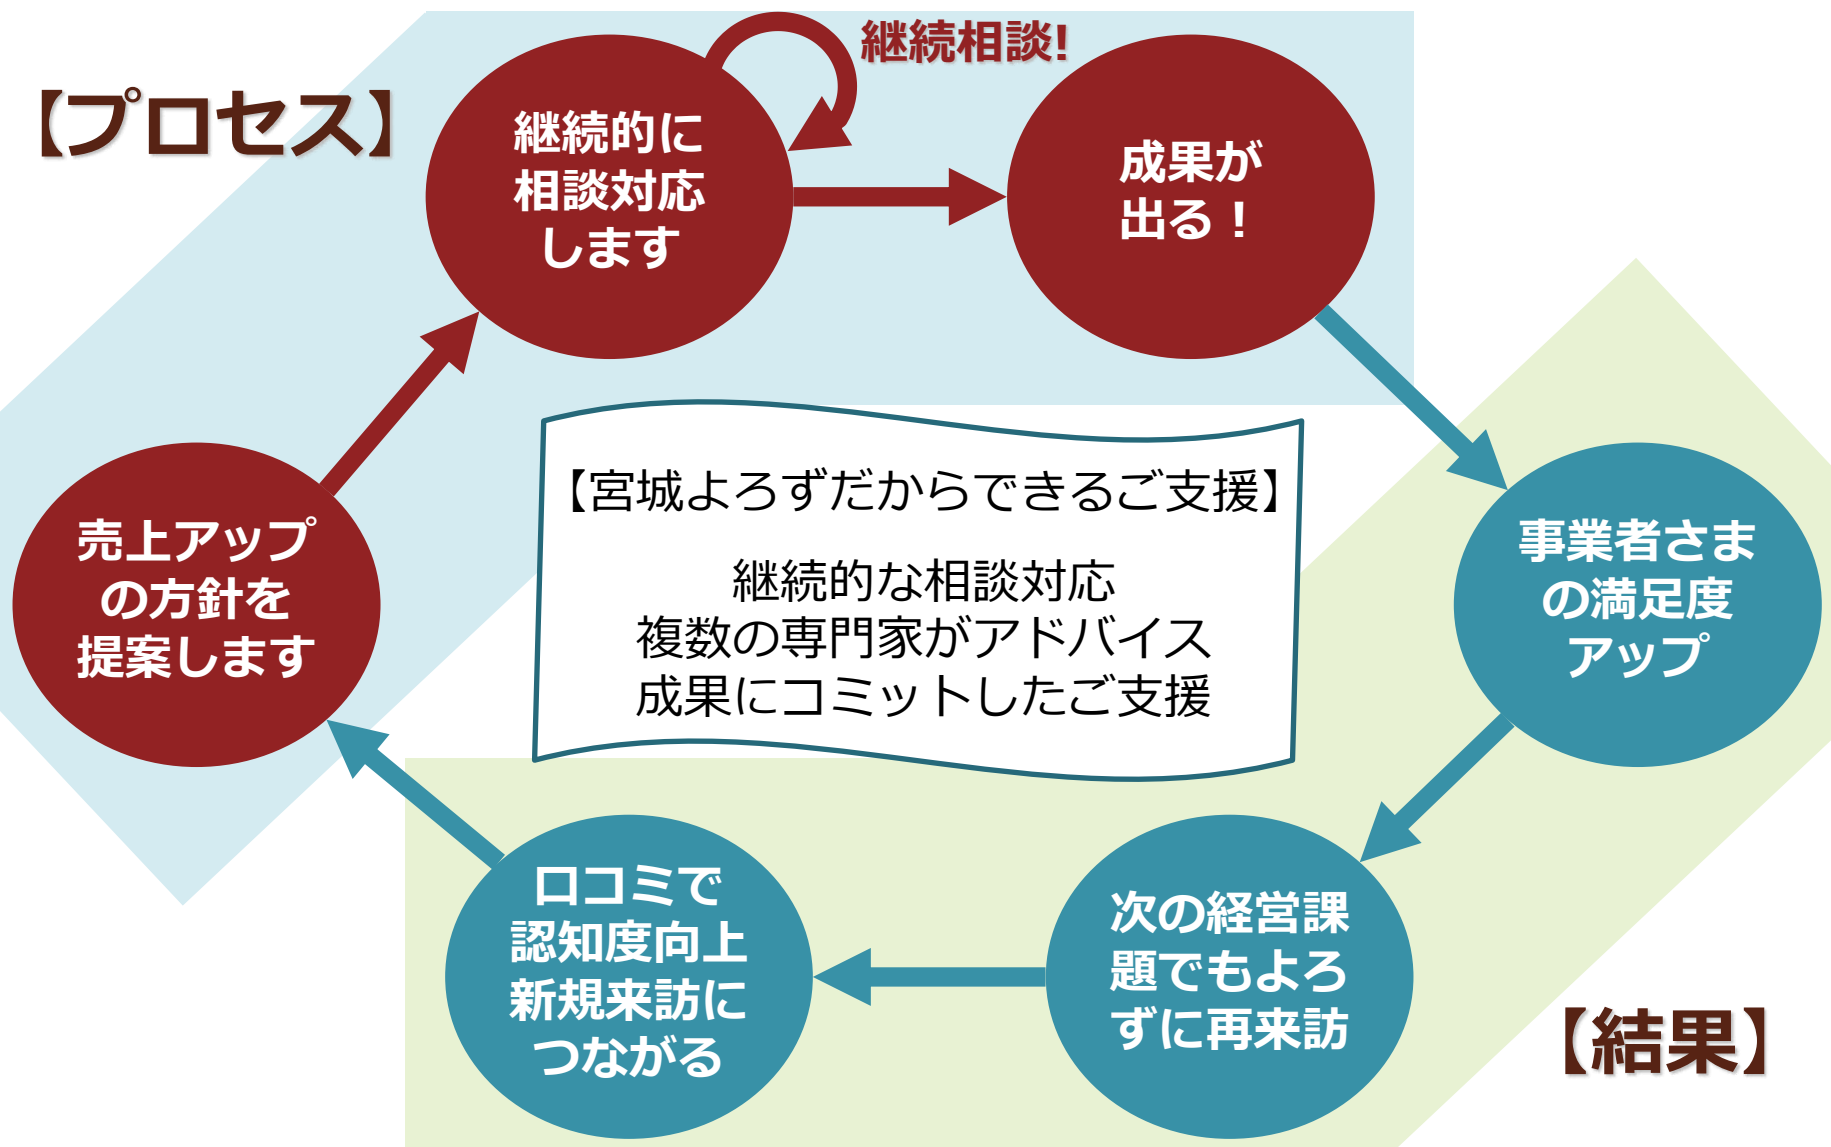 【プロセス】
継続相談!
継続的に
相談対応
します
成果が
出る！
売上アップ
の方針を
提案します
【宮城よろずだからできるご支援】
継続的な相談対応
複数の専門家がアドバイス
成果にコミットしたご支援
事業者さま
の満足度
アップ
次の経営課
題でもよろ
ずに再来訪
口コミで
認知度向上
新規来訪に
つながる
【結果】